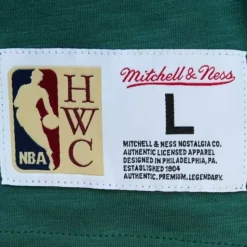 HWC
NBA
Mitchell & Ness
L
MITCHELL & NESS NOSTALGIA CO.
AUTHENTIC LICENSED APPAREL
DESIGNED IN PHILADELPHIA, PA.
ESTABLISHED 1904
AUTHENTIC. PREMIUM. LEGENDARY.